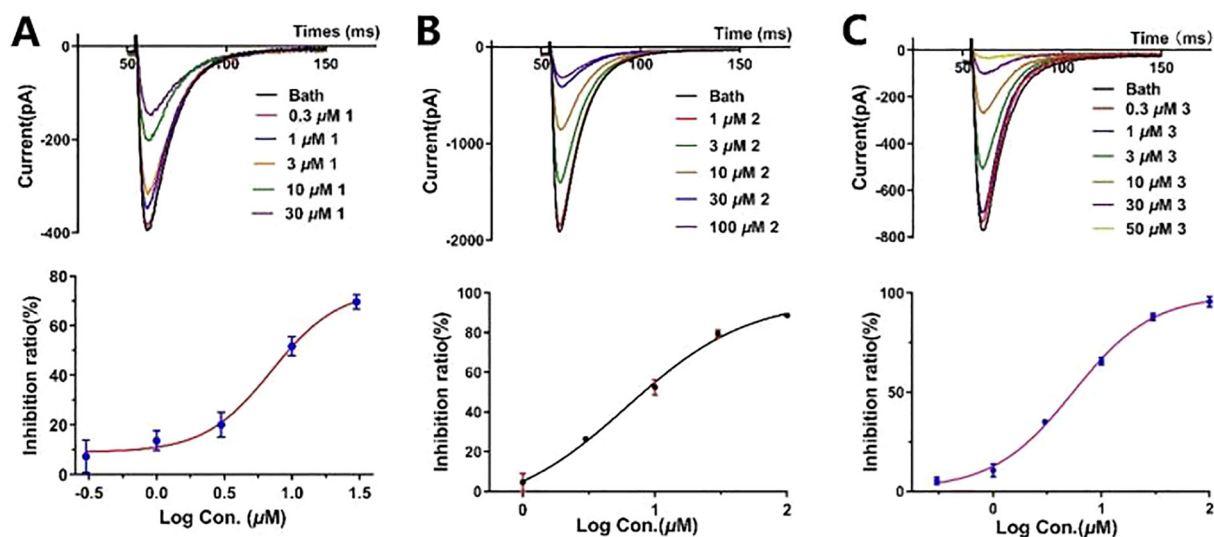 A
Times (ms)
0
50
100
150
-200
-400
Current(pA)
Bath
0.3 µM 1
1 µM 1
3 µM 1
10 µM 1
30 µM 1
80
60
40
20
0
Inhibition ratio(%)
-0.5
0.0
0.5
1.0
1.5
Log Con. (µM)
B
Time (ms)
0
50
100
150
-1000
-2000
Current(pA)
Bath
1 µM 2
3 µM 2
10 µM 2
30 µM 2
100 µM 2
100
80
60
40
20
0
Inhibition ratio(%)
0
1
2
Log Con.(µM)
C
Time (ms)
0
50
100
150
-200
-400
-600
-800
Current(pA)
Bath
0.3 µM 3
1 µM 3
3 µM 3
10 µM 3
30 µM 3
50 µM 3
100
50
0
Inhibition ratio(%)
0
1
2
Log Con.(µM)